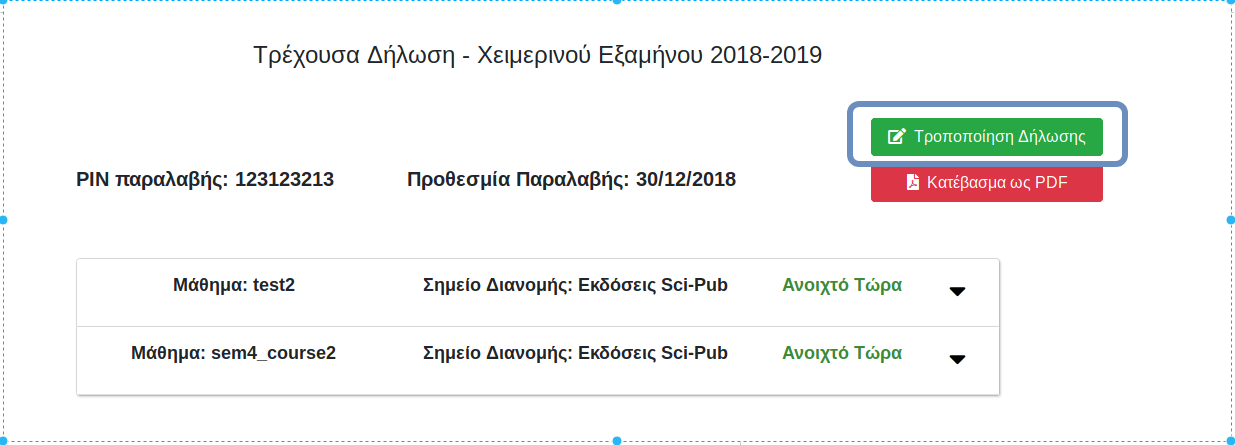 Τρέχουσα Δήλωση - Χειμερινού Εξαμήνου 2018-2019
Τροποποίηση Δήλωσης
PIN παραλαβής: 123123213 Προθεσμία Παραλαβής: 30/12/2018
Κατέβασμα ως PDF
Μάθημα: test2 Σημείο Διανομής: Εκδόσεις Sci-Pub Ανοιχτό Τώρα
Μάθημα: sem4_course2 Σημείο Διανομής: Εκδόσεις Sci-Pub Ανοιχτό Τώρα